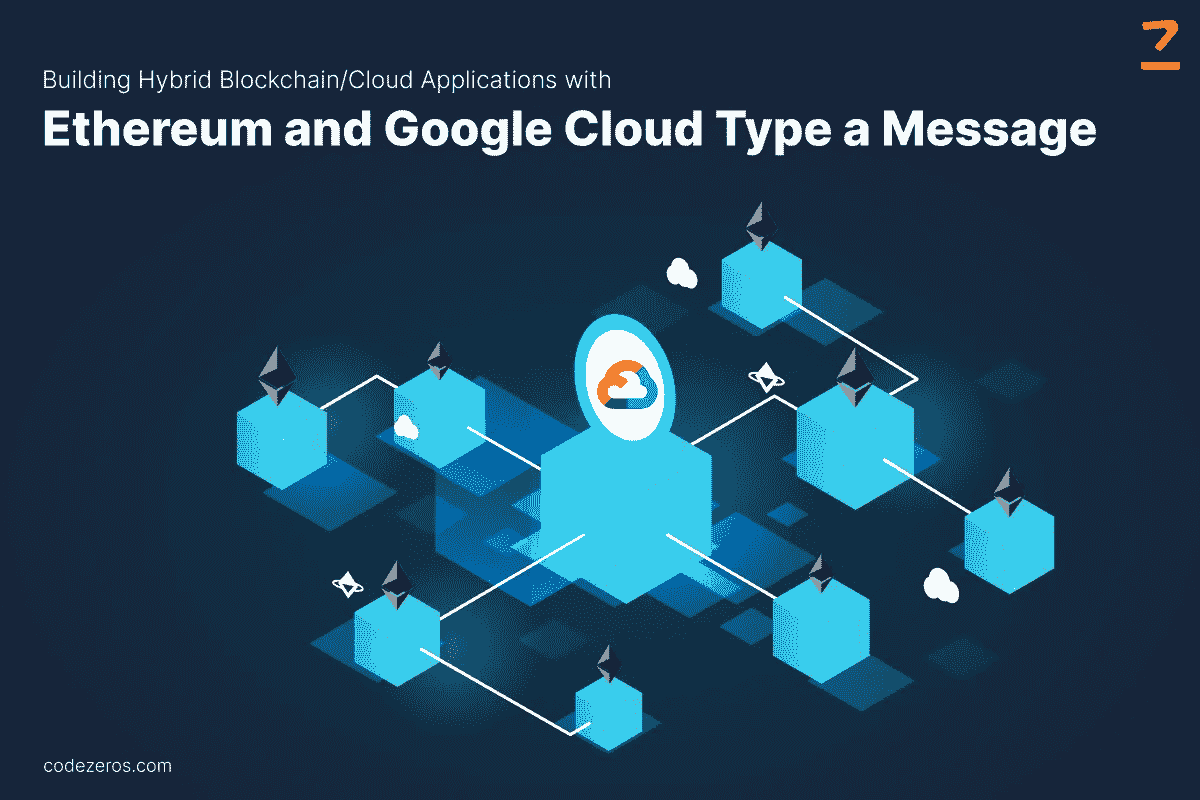 Building Hybrid Blockchain/Cloud Applications with
Ethereum and Google Cloud Type a Message
codezeros.com